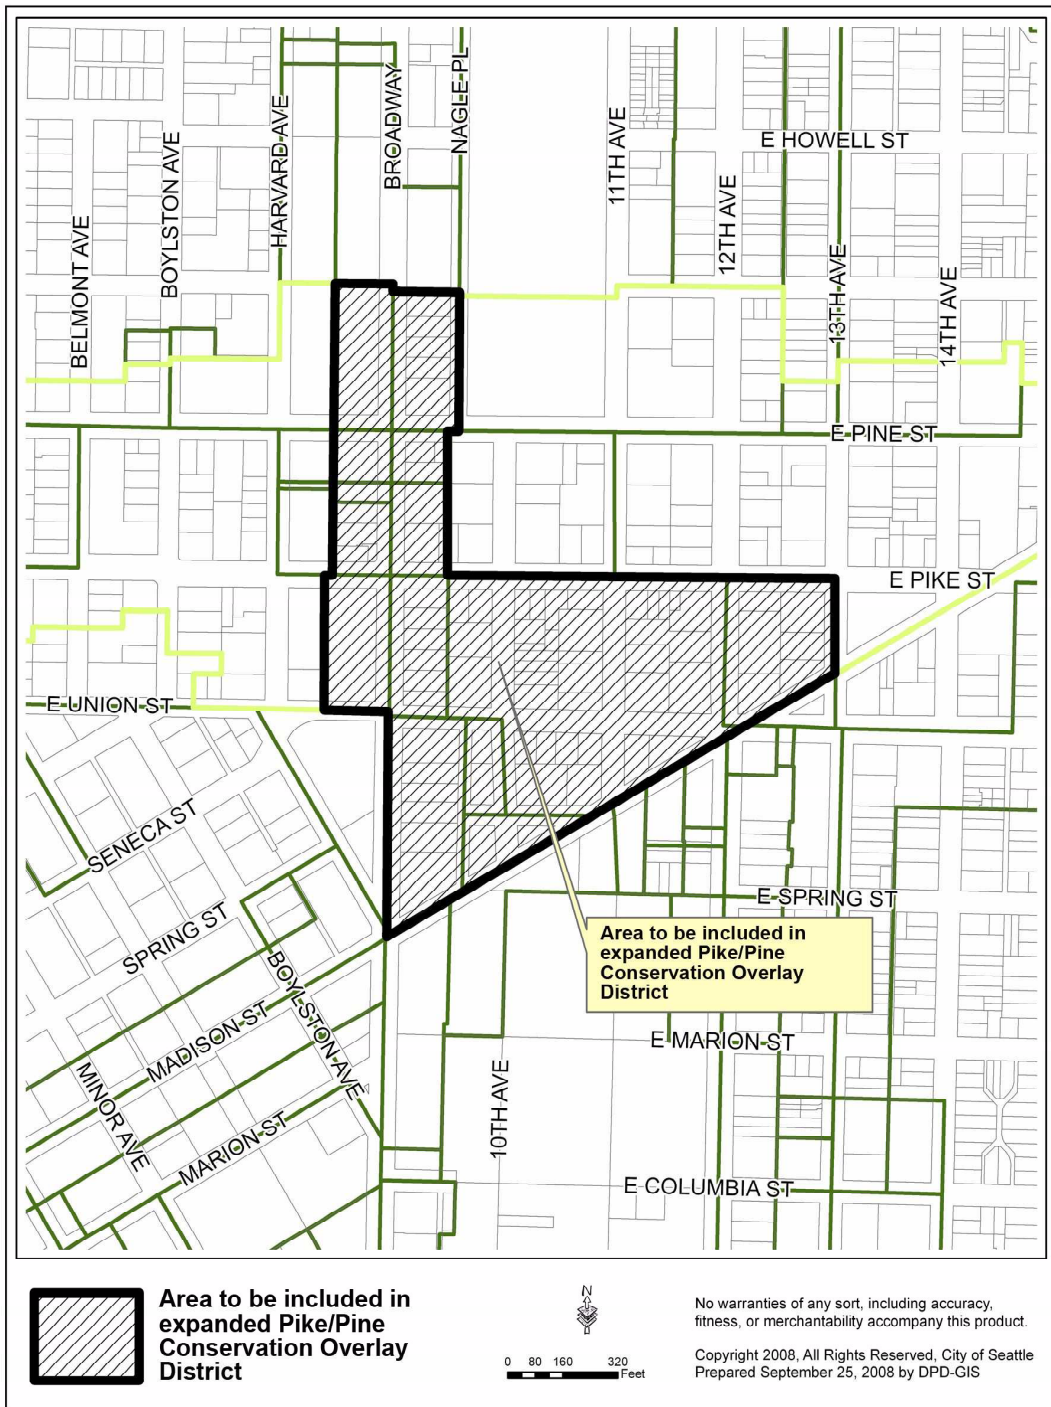 BROADWAY
NAGLE PL
HARVARD AVE
BOYLSTON AVE
BELMONT AVE
11TH AVE
E HOWELL ST
12TH AVE
13TH AVE
14TH AVE
E PINE ST
E PIKE ST
E UNION ST
SENECA ST
SPRING ST
E SPRING ST
Area to be included in
expanded Pike/Pine
Conservation Overlay
District
BOYLSTON AVE
MADISON ST
E MARION ST
MINOR AVE
10TH AVE
MARION ST
E COLUMBIA ST
Area to be included in
expanded Pike/Pine
Conservation Overlay
District
N
0 80 160 320
Feet
No warranties of any sort, including accuracy,
fitness, or merchantability accompany this product.
Copyright 2008, All Rights Reserved, City of Seattle
Prepared September 25, 2008 by DPD-GIS